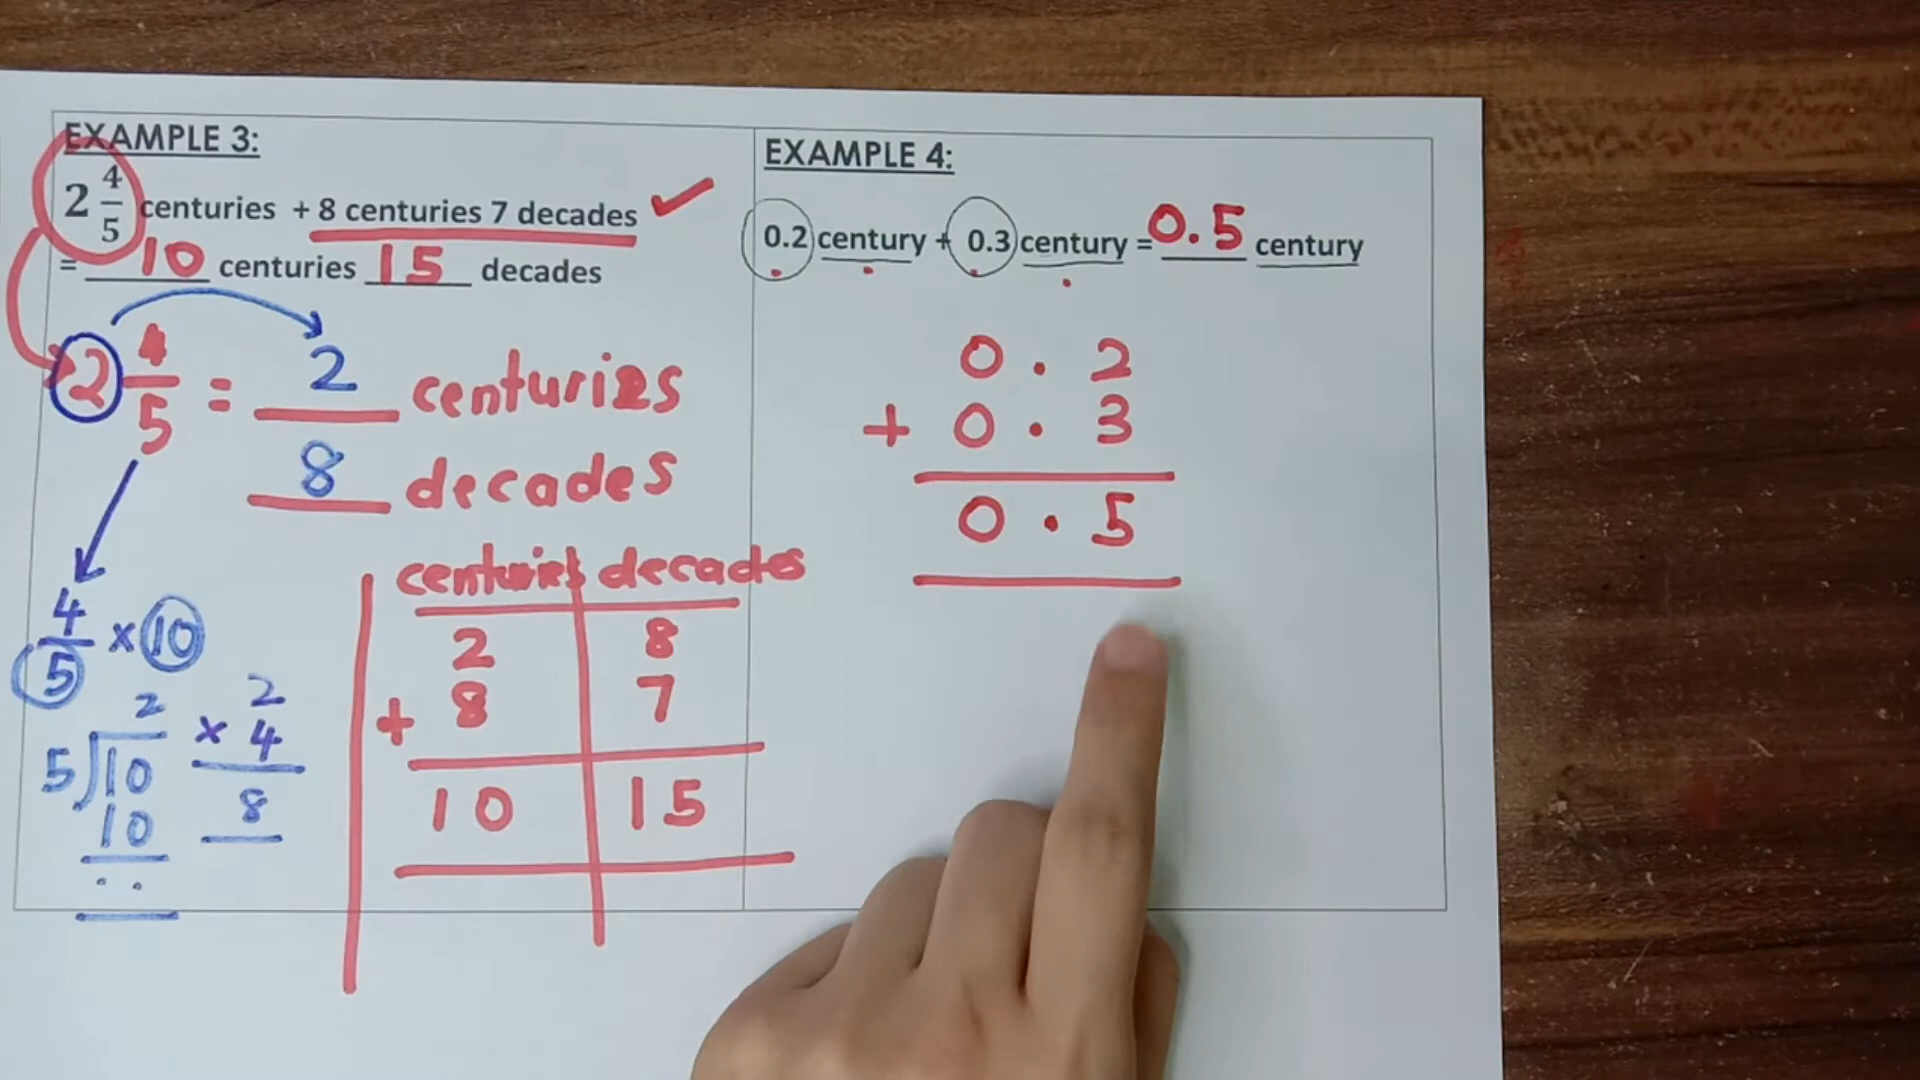 EXAMPLE 3:
2 4/5 centuries + 8 centuries 7 decades ✓
= 10 centuries 15 decades
2 4/5 = 2 centuries
8 decades
4/5 × 10
2
5)10
10
. .
2
× 4
8
centuries decades
2 8
+ 8 7
10 15
EXAMPLE 4:
0.2 century + 0.3 century = 0.5 century
0.2
+ 0.3
0.5